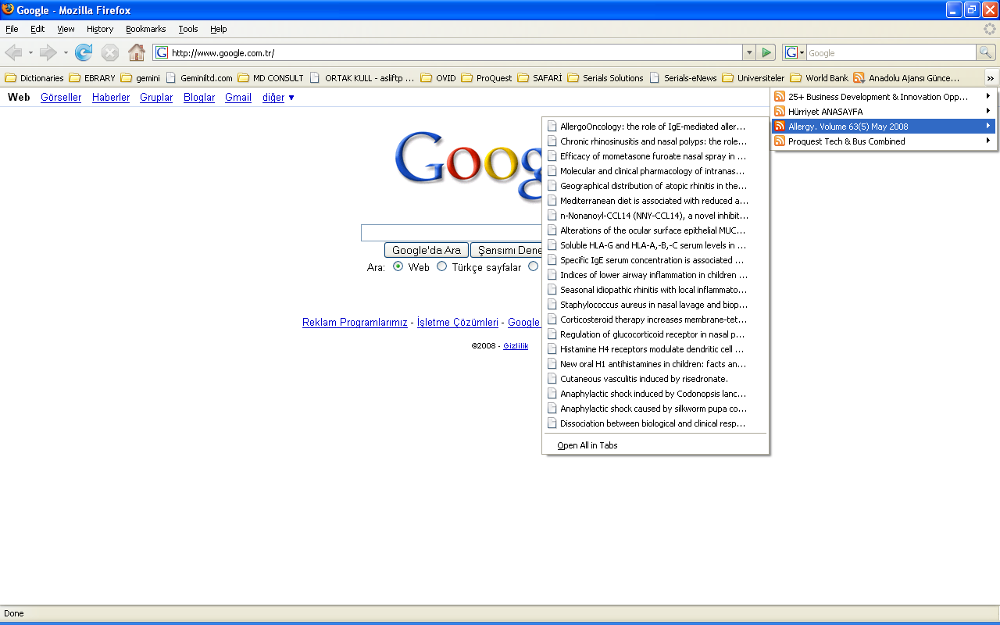 Google - Mozilla Firefox
File Edit View History Bookmarks Tools Help
http://www.google.com.tr/ Google
Dictionaries EBRARY gemini Geminiltd.com MD CONSULT ORTAK KULL - asliftp ... OVID ProQuest SAFARİ Serials Solutions Serials-eNews Universiteler World Bank Anadolu Ajansı Günce... »
Web Görseller Haberler Gruplar Bloglar Gmail diğer ▼
25+ Business Development & Innovation Opp...
Hürriyet ANASAYFA
Allergy. Volume 63(5) May 2008
Proquest Tech & Bus Combined
AllergoOncology: the role of IgE-mediated aller...
Chronic rhinosinusitis and nasal polyps: the role...
Efficacy of mometasone furoate nasal spray in ...
Molecular and clinical pharmacology of intranas...
Geographical distribution of atopic rhinitis in the...
Mediterranean diet is associated with reduced a...
n-Nonanoyl-CCL14 (NNY-CCL14), a novel inhibit...
Alterations of the ocular surface epithelial MUC...
Soluble HLA-G and HLA-A,-B,-C serum levels in ...
Specific IgE serum concentration is associated ...
Indices of lower airway inflammation in children ...
Seasonal idiopathic rhinitis with local inflammato...
Staphylococcus aureus in nasal lavage and biop...
Corticosteroid therapy increases membrane-tet...
Regulation of glucocorticoid receptor in nasal p...
Histamine H4 receptors modulate dendritic cell ...
New oral H1 antihistamines in children: facts an...
Cutaneous vasculitis induced by risedronate.
Anaphylactic shock induced by Codonopsis lanc...
Anaphylactic shock caused by silkworm pupa co...
Dissociation between biological and clinical resp...
Open All in Tabs
Goog
Google'da Ara Şansımı Dene
Ara: Web Türkçe sayfalar
Reklam Programlarımız - İşletme Çözümleri - Google
©2008 - Gizlilik
Done